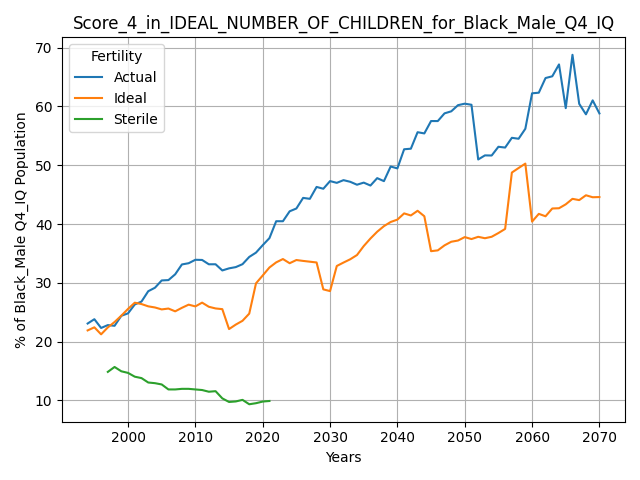 Score_4_in_IDEAL_NUMBER_OF_CHILDREN_for_Black_Male_Q4_IQ
Fertility
Actual
Ideal
Sterile
% of Black_Male Q4_IQ Population
70
60
50
40
30
20
10
2000 2010 2020 2030 2040 2050 2060 2070
Years